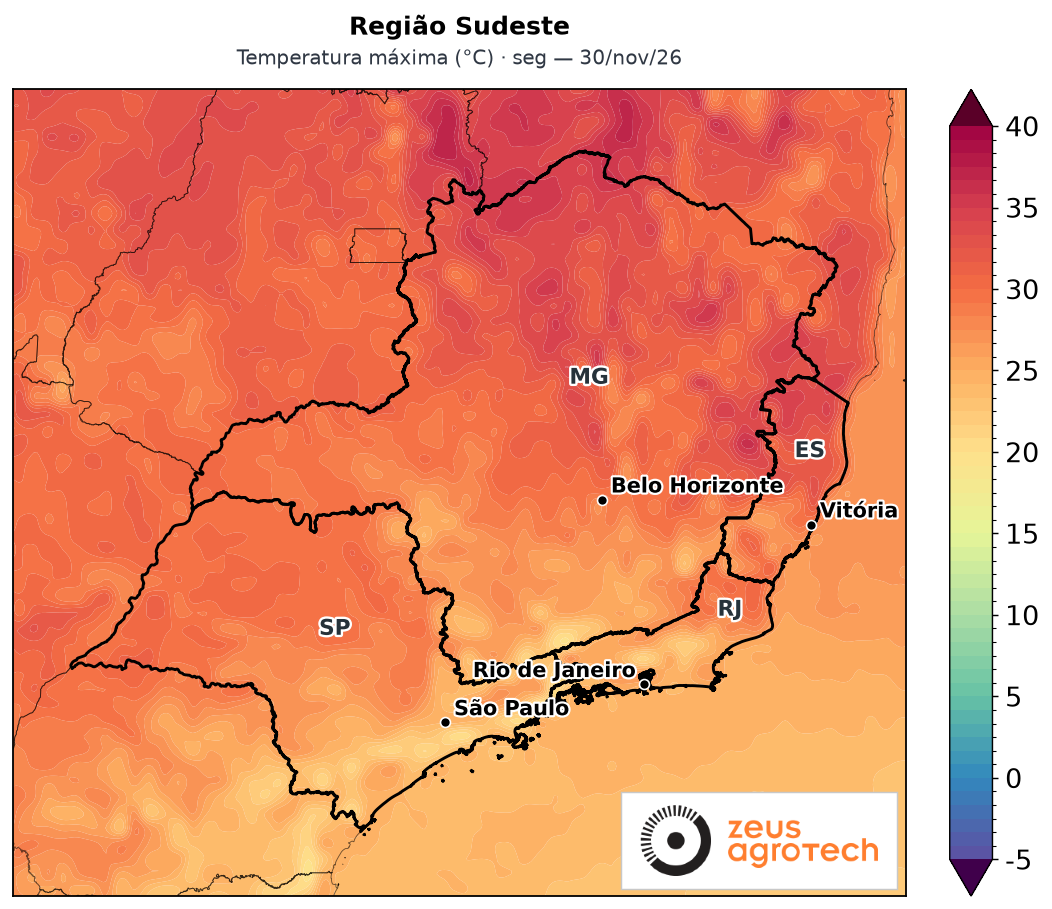 Região Sudeste
Temperatura máxima (°C) · seg — 30/nov/26
40
35
30
25
20
15
10
5
0
-5
MG
ES
Belo Horizonte
Vitória
RJ
SP
Rio de Janeiro
São Paulo
zeus
agrotech